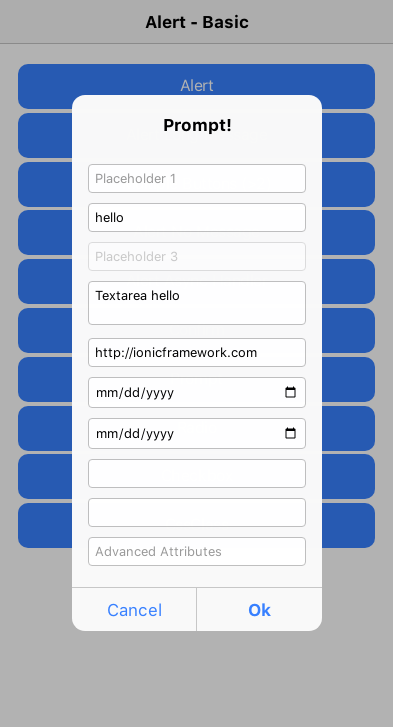 Alert - Basic
Alert
Prompt!
Placeholder 1
hello
Placeholder 3
Textarea hello
http://ionicframework.com
mm/dd/yyyy
mm/dd/yyyy
Advanced Attributes
Cancel
Ok